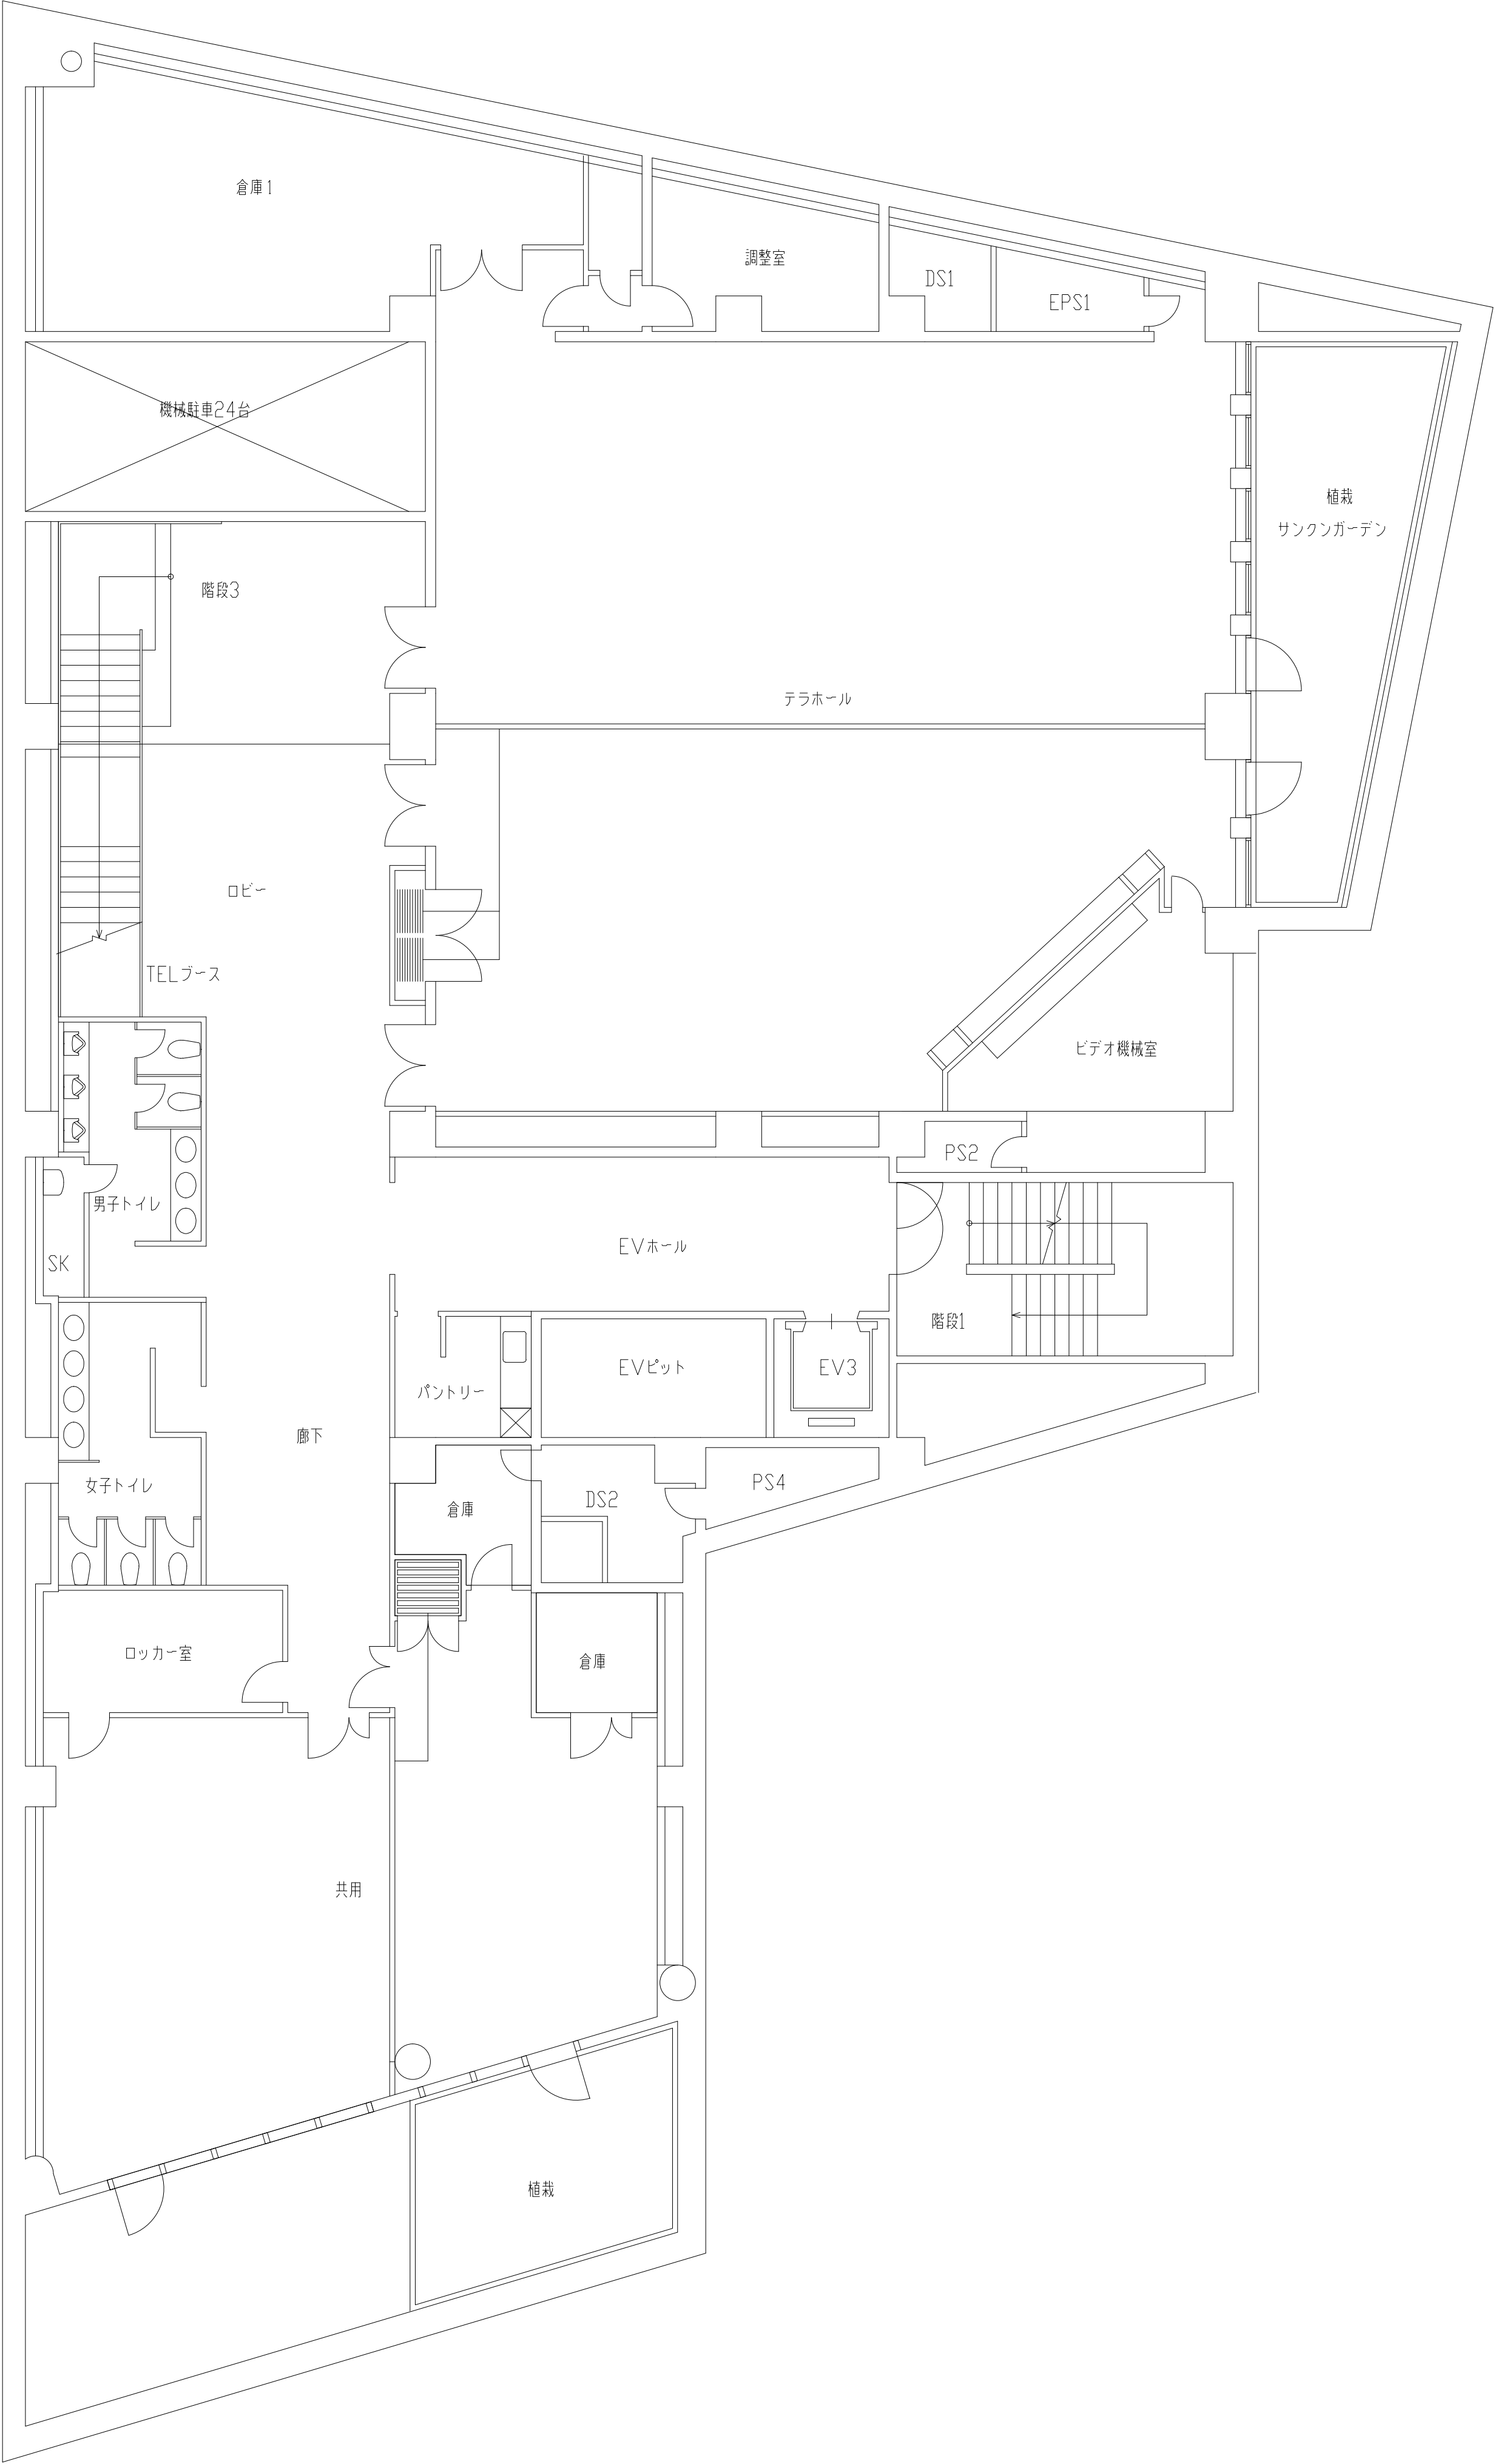 倉庫1
調整室
DS1
EPS1
機械駐車24台
植栽
サンクンガーデン
階段3
テラホール
ロビー
TELブース
ビデオ機械室
PS2
男子トイレ
EVホール
SK
階段1
EVピット
EV3
パントリー
廊下
女子トイレ
倉庫
DS2
PS4
ロッカー室
倉庫
共用
植栽